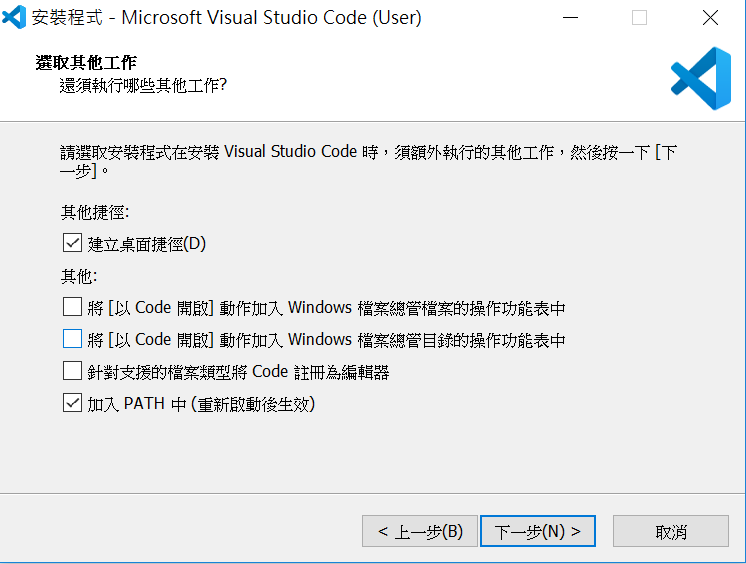 安裝程式 - Microsoft Visual Studio Code (User)
選取其他工作
還須執行哪些其他工作?
請選取安裝程式在安裝 Visual Studio Code 時，須額外執行的其他工作，然後按一下 [下
一步]。
其他捷徑:
建立桌面捷徑(D)
其他:
將 [以 Code 開啟] 動作加入 Windows 檔案總管檔案的操作功能表中
將 [以 Code 開啟] 動作加入 Windows 檔案總管目錄的操作功能表中
針對支援的檔案類型將 Code 註冊為編輯器
加入 PATH 中 (重新啟動後生效)
< 上一步(B) 下一步(N) > 取消